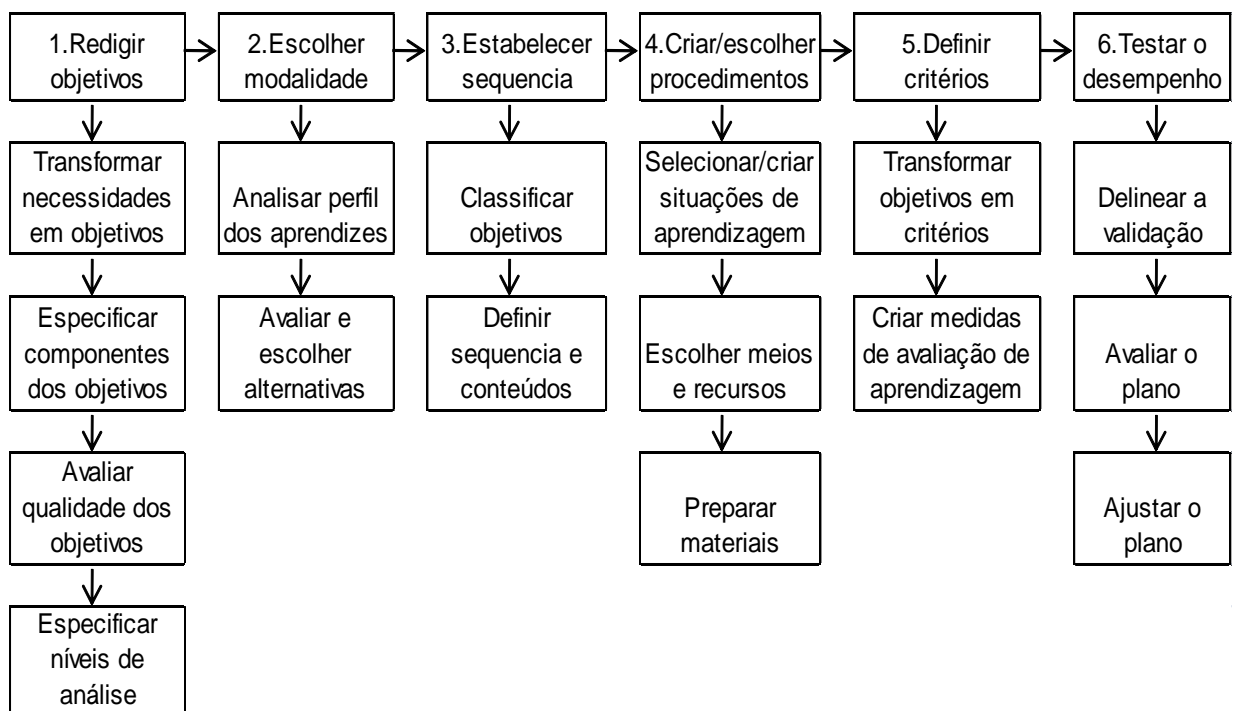 1.Redigir
objetivos
2.Escolher
modalidade
3.Estabelecer
sequencia
4.Criar/escolher
procedimentos
5.Definir
critérios
6.Testar o
desempenho
Transformar
necessidades
em objetivos
Analisar perfil
dos aprendizes
Classificar
objetivos
Selecionar/criar
situações de
aprendizagem
Transformar
objetivos em
critérios
Delinear a
validação
Especificar
componentes
dos objetivos
Avaliar e
escolher
alternativas
Definir
sequencia e
conteúdos
Escolher meios
e recursos
Criar medidas
de avaliação de
aprendizagem
Avaliar o
plano
Avaliar
qualidade dos
objetivos
Preparar
materiais
Ajustar o
plano
Especificar
níveis de
análise